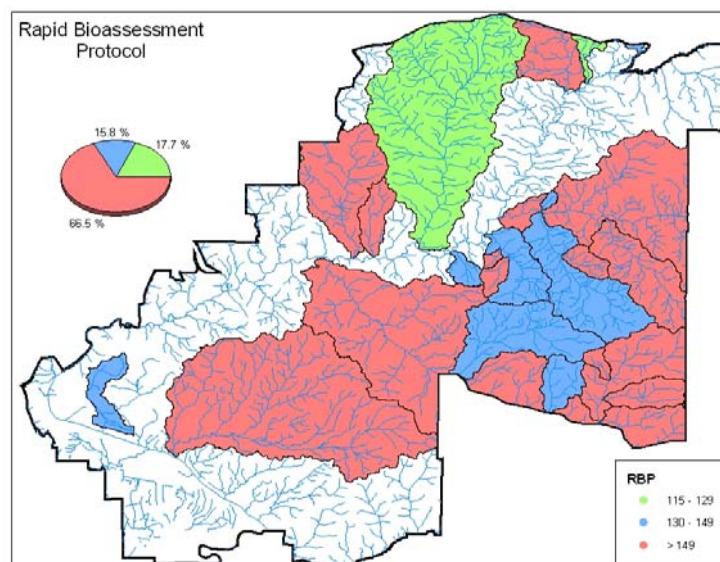 Rapid Bioassessment
Protocol
15.8 %
17.7 %
66.5 %
RBP
115 - 129
130 - 149
> 149